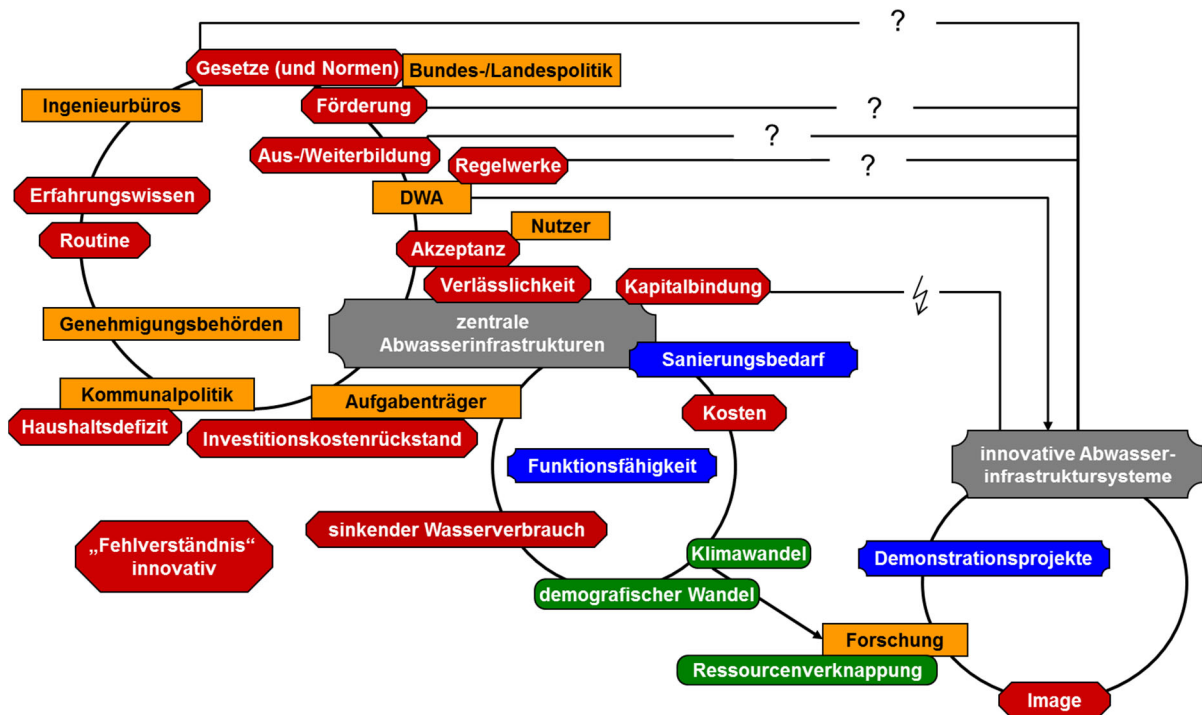 ?
Gesetze (und Normen)
Bundes-/Landespolitik
Ingenieurbüros
Förderung
?
?
Aus-/Weiterbildung
Regelwerke
?
Erfahrungswissen
DWA
Nutzer
Routine
Akzeptanz
Verlässlichkeit
Kapitalbindung
Genehmigungsbehörden
zentrale
Abwasserinfrastrukturen
Sanierungsbedarf
Kommunalpolitik
Aufgabenträger
Kosten
Haushaltsdefizit
Investitionskostenrückstand
innovative Abwasser-
infrastruktursysteme
Funktionsfähigkeit
sinkender Wasserverbrauch
„Fehlverständnis“
innovativ
Klimawandel
Demonstrationsprojekte
demografischer Wandel
Forschung
Ressourcenverknappung
Image